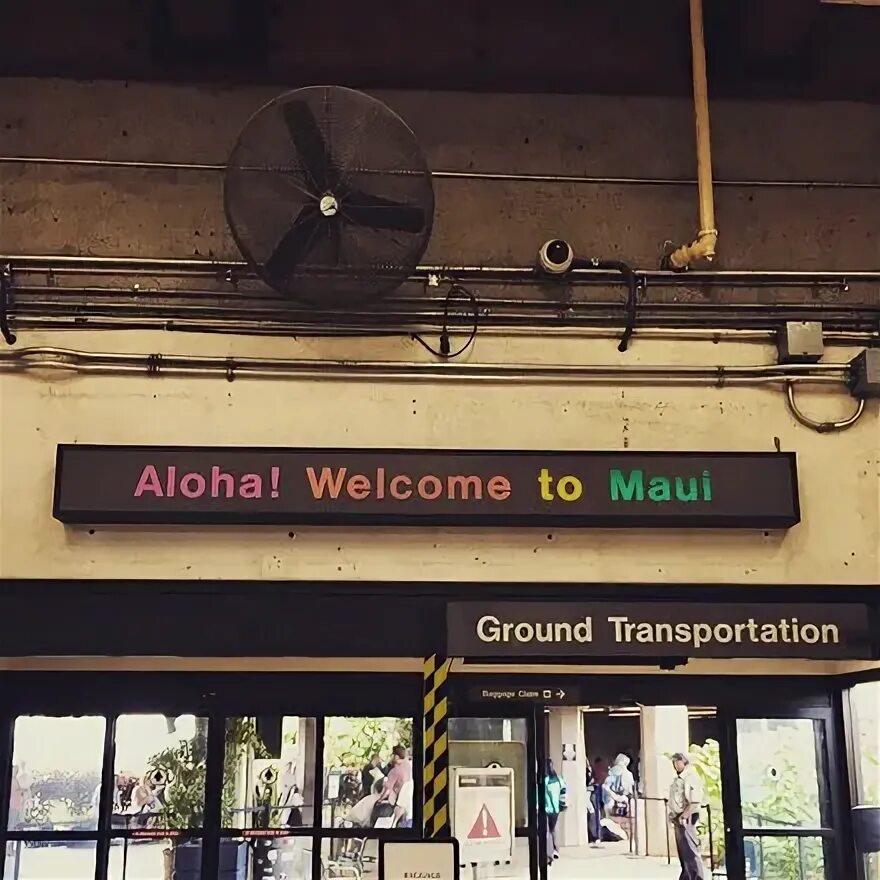 Aloha! Welcome to Maui
Ground Transportation
Baggage Claim